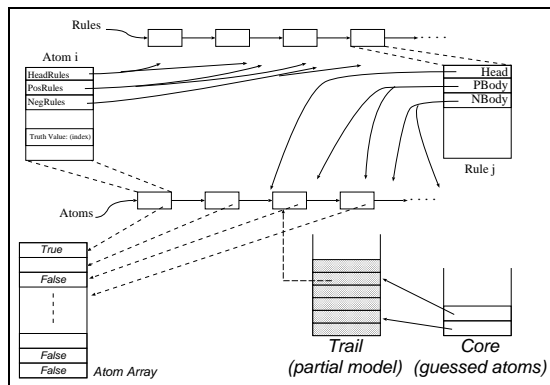 Rules
Atom i
HeadRules
PosRules
NegRules
Truth Value: (index)
Head
PBody
NBody
Rule j
Atoms
True
False
False
False
Atom Array
Trail
(partial model)
Core
(guessed atoms)